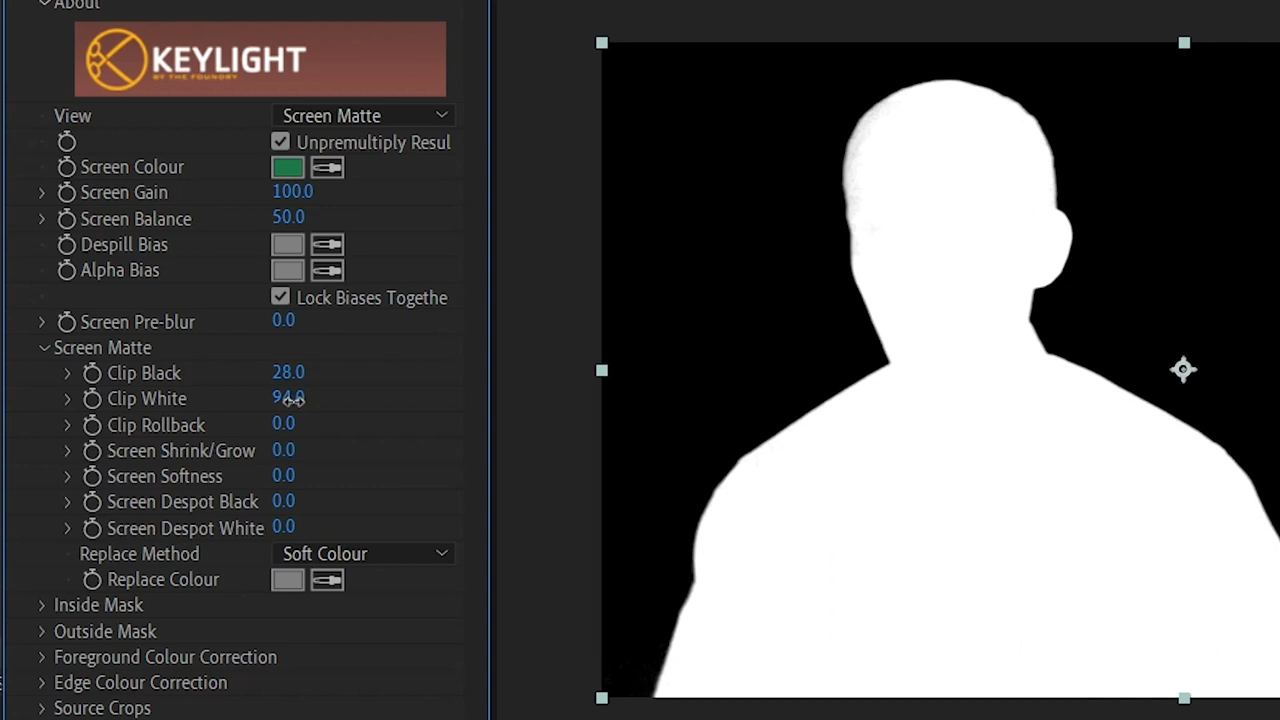 About
KEYLIGHT
BY THE FOUNDRY
View Screen Matte
Unpremultiply Resul
Screen Colour
Screen Gain 100.0
Screen Balance 50.0
Despill Bias
Alpha Bias
Lock Biases Togethe
Screen Pre-blur 0.0
Screen Matte
Clip Black 28.0
Clip White 94.0
Clip Rollback 0.0
Screen Shrink/Grow 0.0
Screen Softness 0.0
Screen Despot Black 0.0
Screen Despot White 0.0
Replace Method Soft Colour
Replace Colour
Inside Mask
Outside Mask
Foreground Colour Correction
Edge Colour Correction
Source Crops